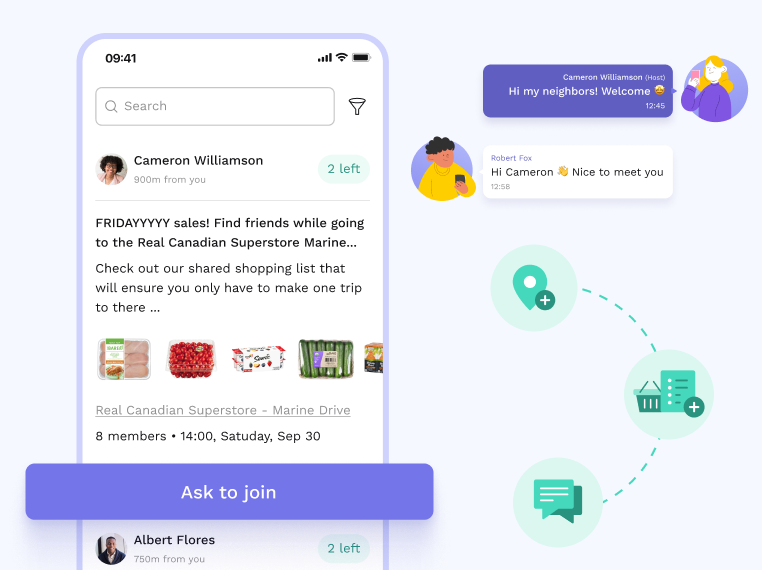 09:41
Search
Cameron Williamson
900m from you
2 left
FRIDAYYYYY sales! Find friends while going
to the Real Canadian Superstore Marine...
Check out our shared shopping list that
will ensure you only have to make one trip
to there ...
Real Canadian Superstore - Marine Drive
8 members • 14:00, Satuday, Sep 30
Ask to join
Albert Flores
750m from you
2 left
Cameron Williamson (Host)
Hi my neighbors! Welcome 🤩
12:45
Robert Fox
Hi Cameron 👋 Nice to meet you
12:58